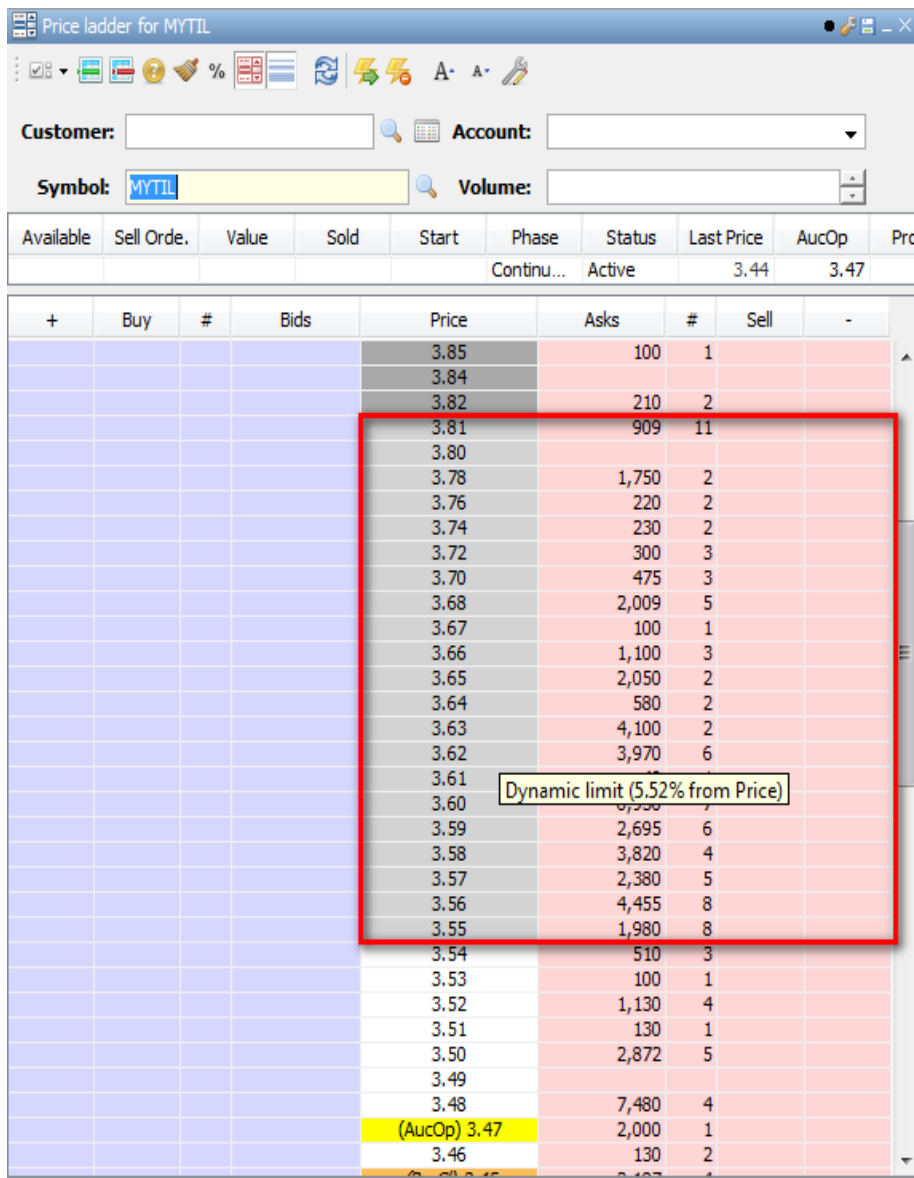 Price ladder for MYTIL
% A A
Customer: Account:
Symbol: MYTIL Volume:
Available Sell Orde. Value Sold Start Phase Status Last Price AucOp Pro
Continu... Active 3.44 3.47
+ Buy # Bids Price Asks # Sell -
3.85 100 1
3.84
3.82 210 2
3.81 909 11
3.80
3.78 1,750 2
3.76 220 2
3.74 230 2
3.72 300 3
3.70 475 3
3.68 2,009 5
3.67 100 1
3.66 1,100 3
3.65 2,050 2
3.64 580 2
3.63 4,100 2
3.62 3,970 6
3.61
Dynamic limit (5.52% from Price)
3.60
3.59 2,695 6
3.58 3,820 4
3.57 2,380 5
3.56 4,455 8
3.55 1,980 8
3.54 510 3
3.53 100 1
3.52 1,130 4
3.51 130 1
3.50 2,872 5
3.49
3.48 7,480 4
(AucOp) 3.47 2,000 1
3.46 130 2